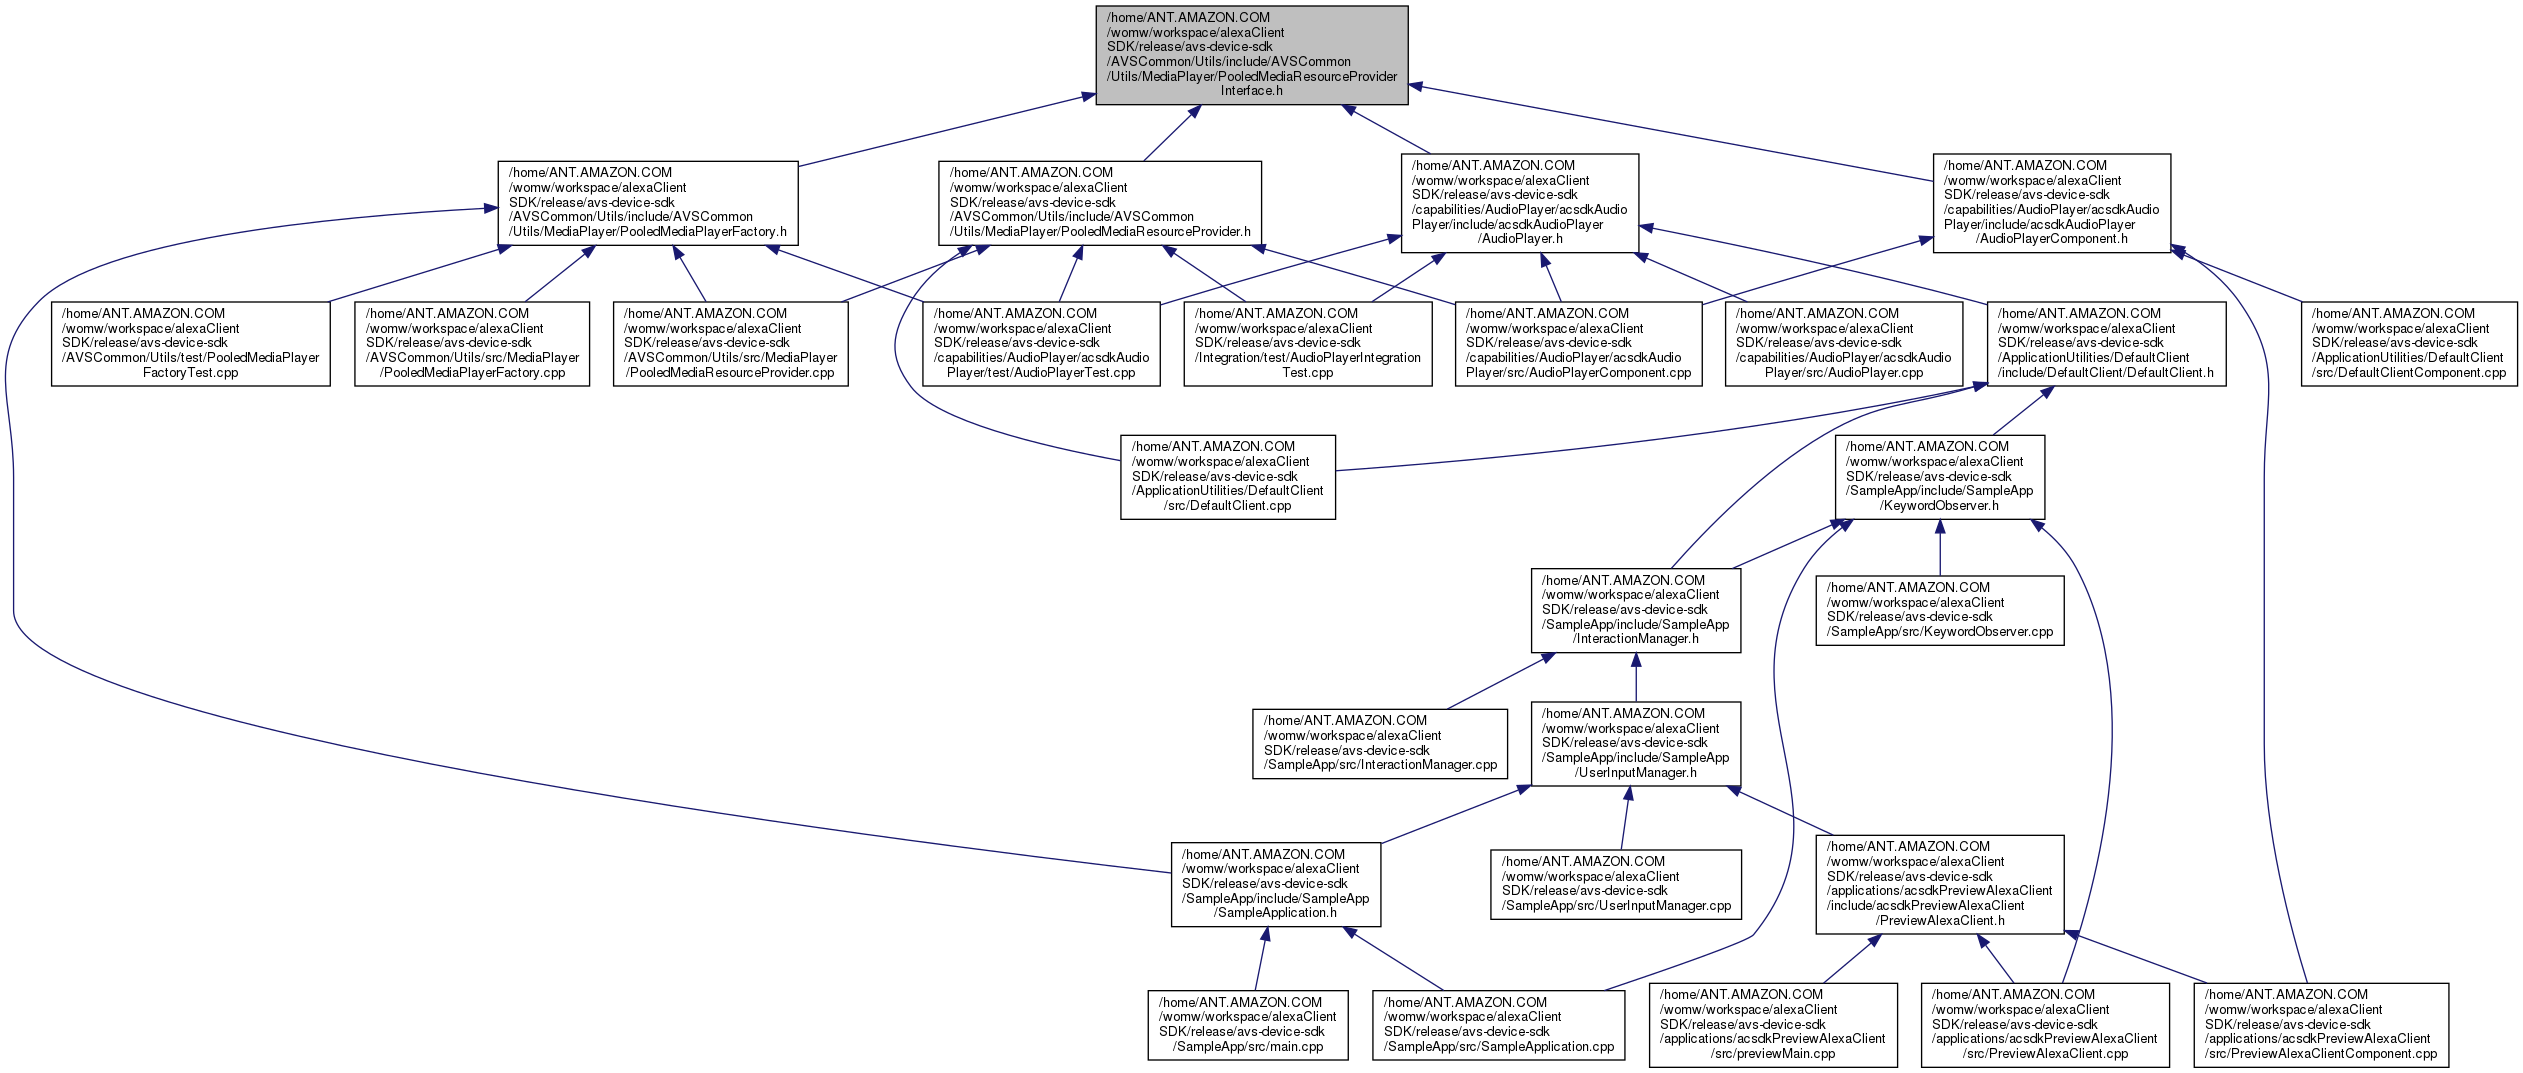 /home/ANT.AMAZON.COM
/womw/workspace/alexaClient
SDK/release/avs-device-sdk
/AVSCommon/Utils/include/AVSCommon
/Utils/MediaPlayer/PooledMediaResourceProvider
Interface.h
/home/ANT.AMAZON.COM
/womw/workspace/alexaClient
SDK/release/avs-device-sdk
/AVSCommon/Utils/include/AVSCommon
/Utils/MediaPlayer/PooledMediaPlayerFactory.h
/home/ANT.AMAZON.COM
/womw/workspace/alexaClient
SDK/release/avs-device-sdk
/AVSCommon/Utils/include/AVSCommon
/Utils/MediaPlayer/PooledMediaResourceProvider.h
/home/ANT.AMAZON.COM
/womw/workspace/alexaClient
SDK/release/avs-device-sdk
/capabilities/AudioPlayer/acsdkAudio
Player/include/acsdkAudioPlayer
/AudioPlayer.h
/home/ANT.AMAZON.COM
/womw/workspace/alexaClient
SDK/release/avs-device-sdk
/capabilities/AudioPlayer/acsdkAudio
Player/include/acsdkAudioPlayer
/AudioPlayerComponent.h
/home/ANT.AMAZON.COM
/womw/workspace/alexaClient
SDK/release/avs-device-sdk
/AVSCommon/Utils/test/PooledMediaPlayer
FactoryTest.cpp
/home/ANT.AMAZON.COM
/womw/workspace/alexaClient
SDK/release/avs-device-sdk
/AVSCommon/Utils/src/MediaPlayer
/PooledMediaPlayerFactory.cpp
/home/ANT.AMAZON.COM
/womw/workspace/alexaClient
SDK/release/avs-device-sdk
/AVSCommon/Utils/src/MediaPlayer
/PooledMediaResourceProvider.cpp
/home/ANT.AMAZON.COM
/womw/workspace/alexaClient
SDK/release/avs-device-sdk
/capabilities/AudioPlayer/acsdkAudio
Player/test/AudioPlayerTest.cpp
/home/ANT.AMAZON.COM
/womw/workspace/alexaClient
SDK/release/avs-device-sdk
/Integration/test/AudioPlayerIntegration
Test.cpp
/home/ANT.AMAZON.COM
/womw/workspace/alexaClient
SDK/release/avs-device-sdk
/capabilities/AudioPlayer/acsdkAudio
Player/src/AudioPlayerComponent.cpp
/home/ANT.AMAZON.COM
/womw/workspace/alexaClient
SDK/release/avs-device-sdk
/capabilities/AudioPlayer/acsdkAudio
Player/src/AudioPlayer.cpp
/home/ANT.AMAZON.COM
/womw/workspace/alexaClient
SDK/release/avs-device-sdk
/ApplicationUtilities/DefaultClient
/include/DefaultClient/DefaultClient.h
/home/ANT.AMAZON.COM
/womw/workspace/alexaClient
SDK/release/avs-device-sdk
/ApplicationUtilities/DefaultClient
/src/DefaultClientComponent.cpp
/home/ANT.AMAZON.COM
/womw/workspace/alexaClient
SDK/release/avs-device-sdk
/ApplicationUtilities/DefaultClient
/src/DefaultClient.cpp
/home/ANT.AMAZON.COM
/womw/workspace/alexaClient
SDK/release/avs-device-sdk
/SampleApp/include/SampleApp
/KeywordObserver.h
/home/ANT.AMAZON.COM
/womw/workspace/alexaClient
SDK/release/avs-device-sdk
/SampleApp/include/SampleApp
/InteractionManager.h
/home/ANT.AMAZON.COM
/womw/workspace/alexaClient
SDK/release/avs-device-sdk
/SampleApp/src/KeywordObserver.cpp
/home/ANT.AMAZON.COM
/womw/workspace/alexaClient
SDK/release/avs-device-sdk
/SampleApp/src/InteractionManager.cpp
/home/ANT.AMAZON.COM
/womw/workspace/alexaClient
SDK/release/avs-device-sdk
/SampleApp/include/SampleApp
/UserInputManager.h
/home/ANT.AMAZON.COM
/womw/workspace/alexaClient
SDK/release/avs-device-sdk
/SampleApp/include/SampleApp
/SampleApplication.h
/home/ANT.AMAZON.COM
/womw/workspace/alexaClient
SDK/release/avs-device-sdk
/SampleApp/src/UserInputManager.cpp
/home/ANT.AMAZON.COM
/womw/workspace/alexaClient
SDK/release/avs-device-sdk
/applications/acsdkPreviewAlexaClient
/include/acsdkPreviewAlexaClient
/PreviewAlexaClient.h
/home/ANT.AMAZON.COM
/womw/workspace/alexaClient
SDK/release/avs-device-sdk
/SampleApp/src/main.cpp
/home/ANT.AMAZON.COM
/womw/workspace/alexaClient
SDK/release/avs-device-sdk
/SampleApp/src/SampleApplication.cpp
/home/ANT.AMAZON.COM
/womw/workspace/alexaClient
SDK/release/avs-device-sdk
/applications/acsdkPreviewAlexaClient
/src/previewMain.cpp
/home/ANT.AMAZON.COM
/womw/workspace/alexaClient
SDK/release/avs-device-sdk
/applications/acsdkPreviewAlexaClient
/src/PreviewAlexaClient.cpp
/home/ANT.AMAZON.COM
/womw/workspace/alexaClient
SDK/release/avs-device-sdk
/applications/acsdkPreviewAlexaClient
/src/PreviewAlexaClientComponent.cpp